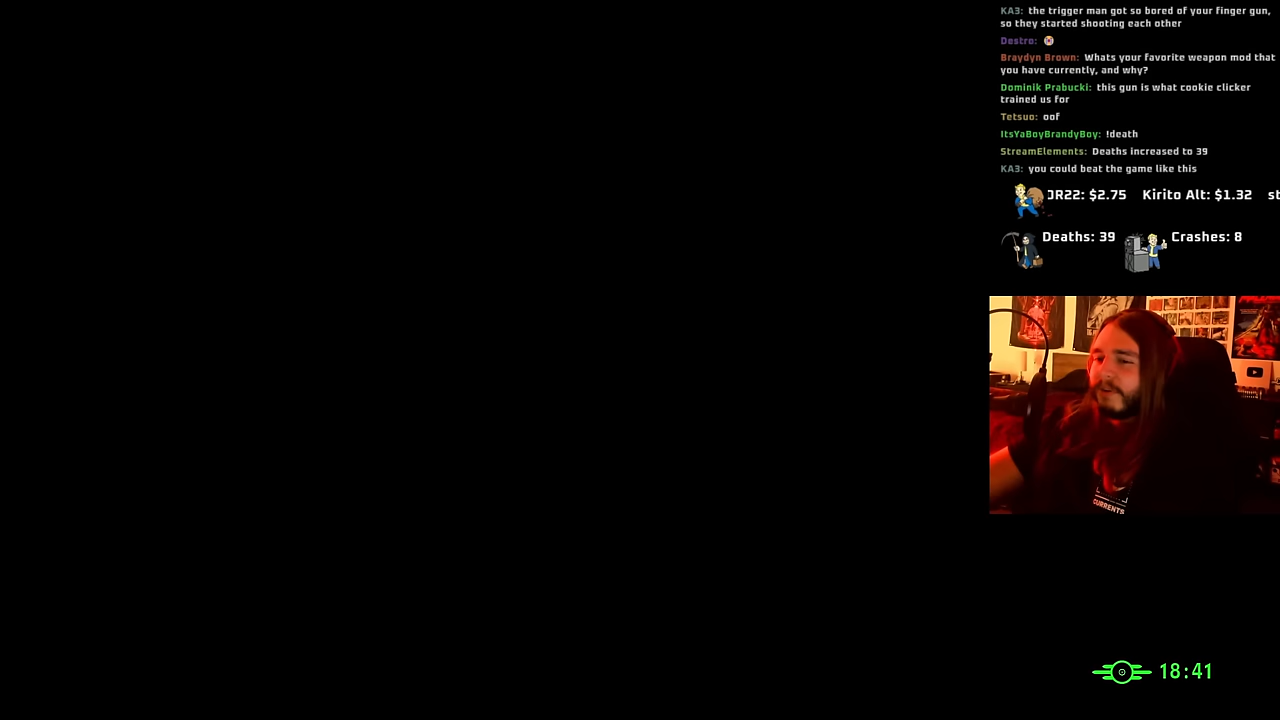 KA3: the trigger man got so bored of your finger gun,
so they started shooting each other
Destro:
Braydyn Brown: Whats your favorite weapon mod that
you have currently, and why?
Dominik Prabucki: this gun is what cookie clicker
trained us for
Tetsuo: oof
ItsYaBoyBrandyBoy: !death
StreamElements: Deaths increased to 39
KA3: you could beat the game like this
JR22: $2.75 Kirito Alt: $1.32 st
Deaths: 39 Crashes: 8
CURRENTS
18:41